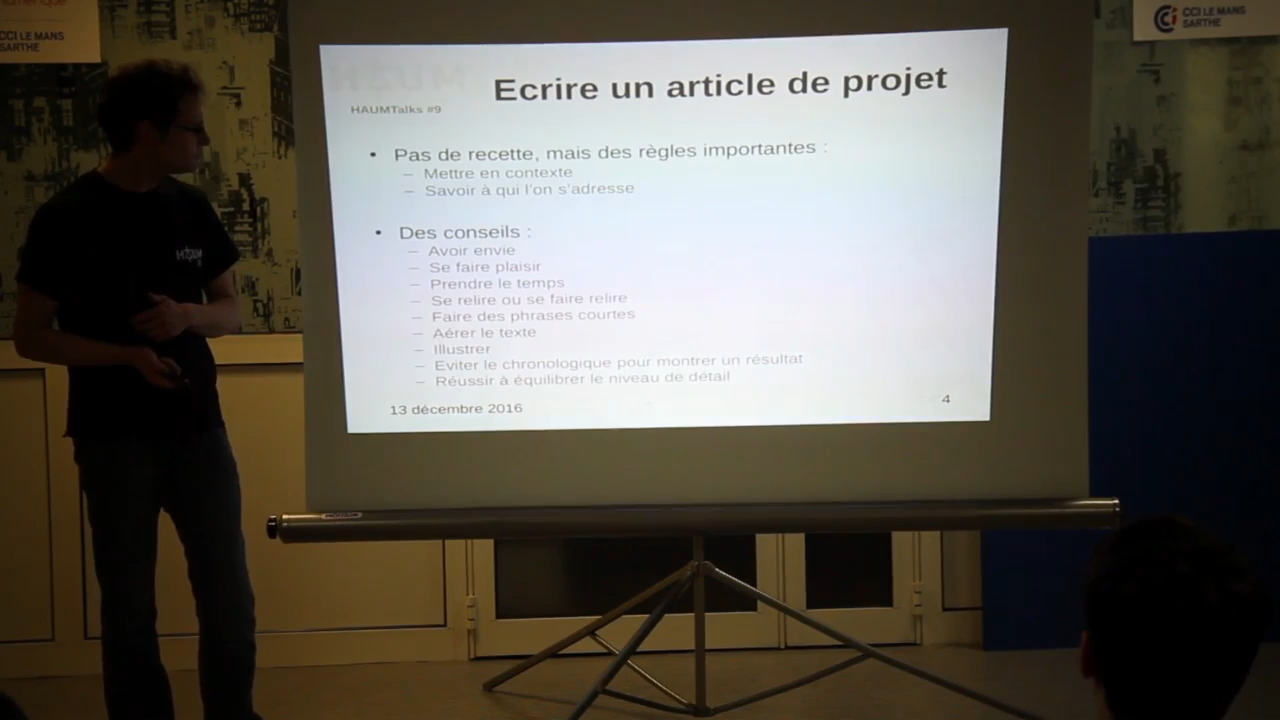 numérique
CCI LE MANS
SARTHE
CCI LE MANS
SARTHE
Ecrire un article de projet
HAUMTalks #9
• Pas de recette, mais des règles importantes :
– Mettre en contexte
– Savoir à qui l'on s'adresse
• Des conseils :
– Avoir envie
– Se faire plaisir
– Prendre le temps
– Se relire ou se faire relire
– Faire des phrases courtes
– Aérer le texte
– Illustrer
– Eviter le chronologique pour montrer un résultat
– Réussir à équilibrer le niveau de détail
13 décembre 2016
4